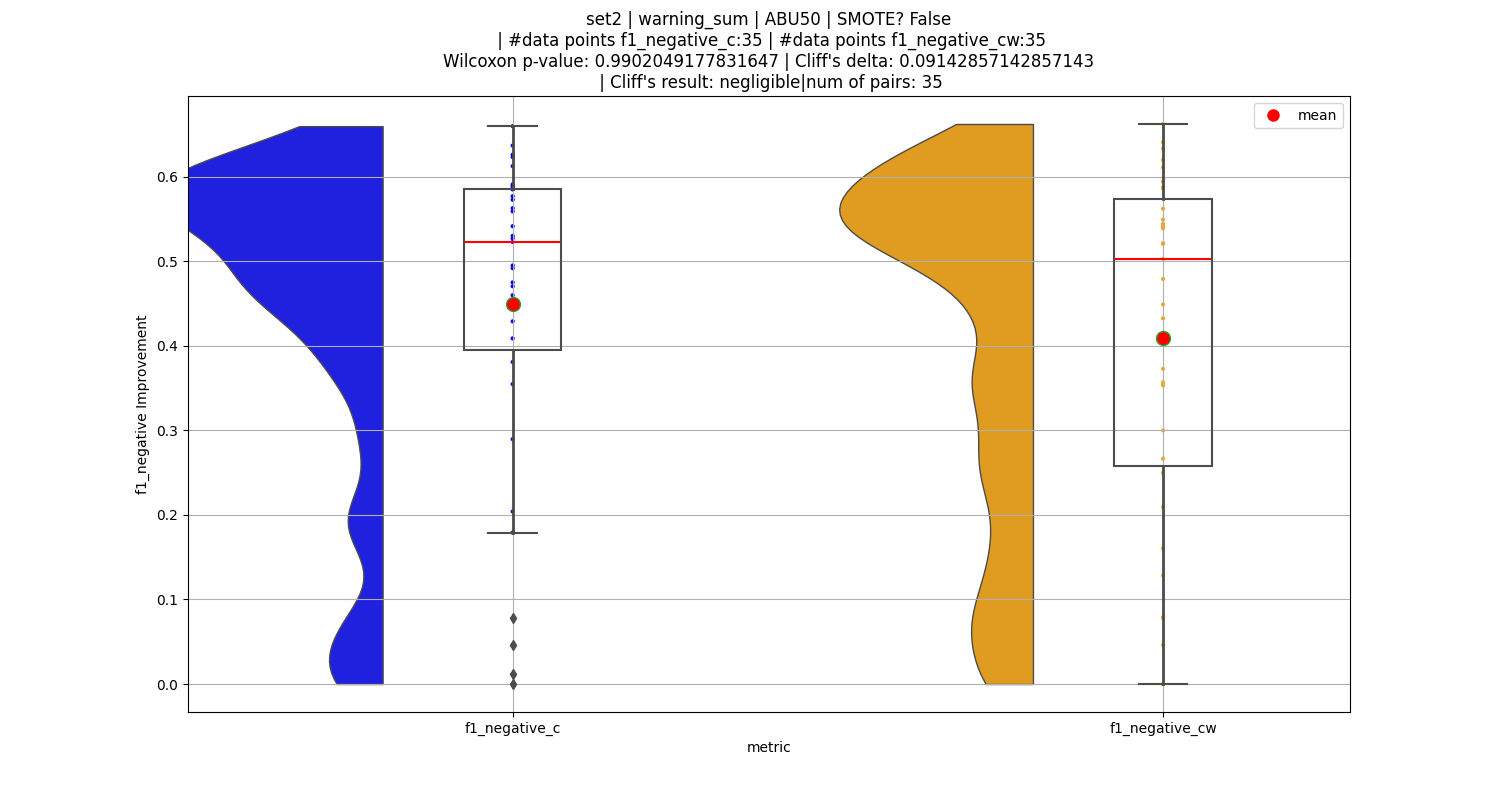 set2 | warning_sum | ABU50 | SMOTE? False
| #data points f1_negative_c:35 | #data points f1_negative_cw:35
Wilcoxon p-value: 0.9902049177831647 | Cliff's delta: 0.09142857142857143
| Cliff's result: negligible|num of pairs: 35
mean
0.6
0.5
0.4
0.3
0.2
0.1
0.0
f1_negative Improvement
f1_negative_c
f1_negative_cw
metric